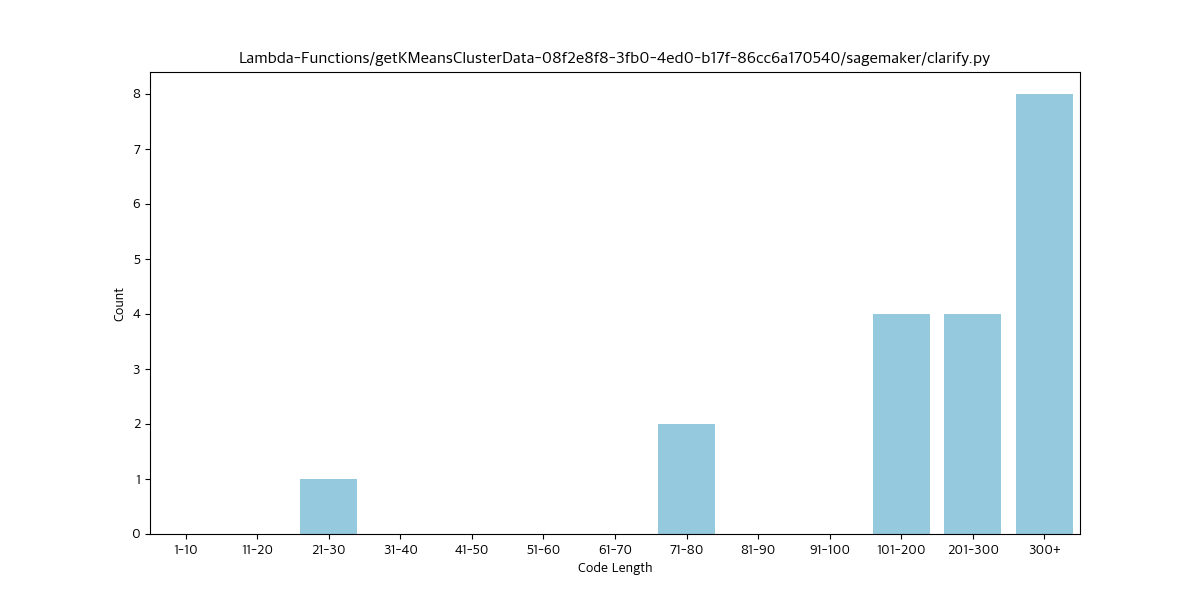 Lambda-Functions/getKMeansClusterData-08f2e8f8-3fb0-4ed0-b17f-86cc6a170540/sagemaker/clarify.py
8
7
6
5
4
3
2
1
0
Count
1-10 11-20 21-30 31-40 41-50 51-60 61-70 71-80 81-90 91-100 101-200 201-300 300+
Code Length